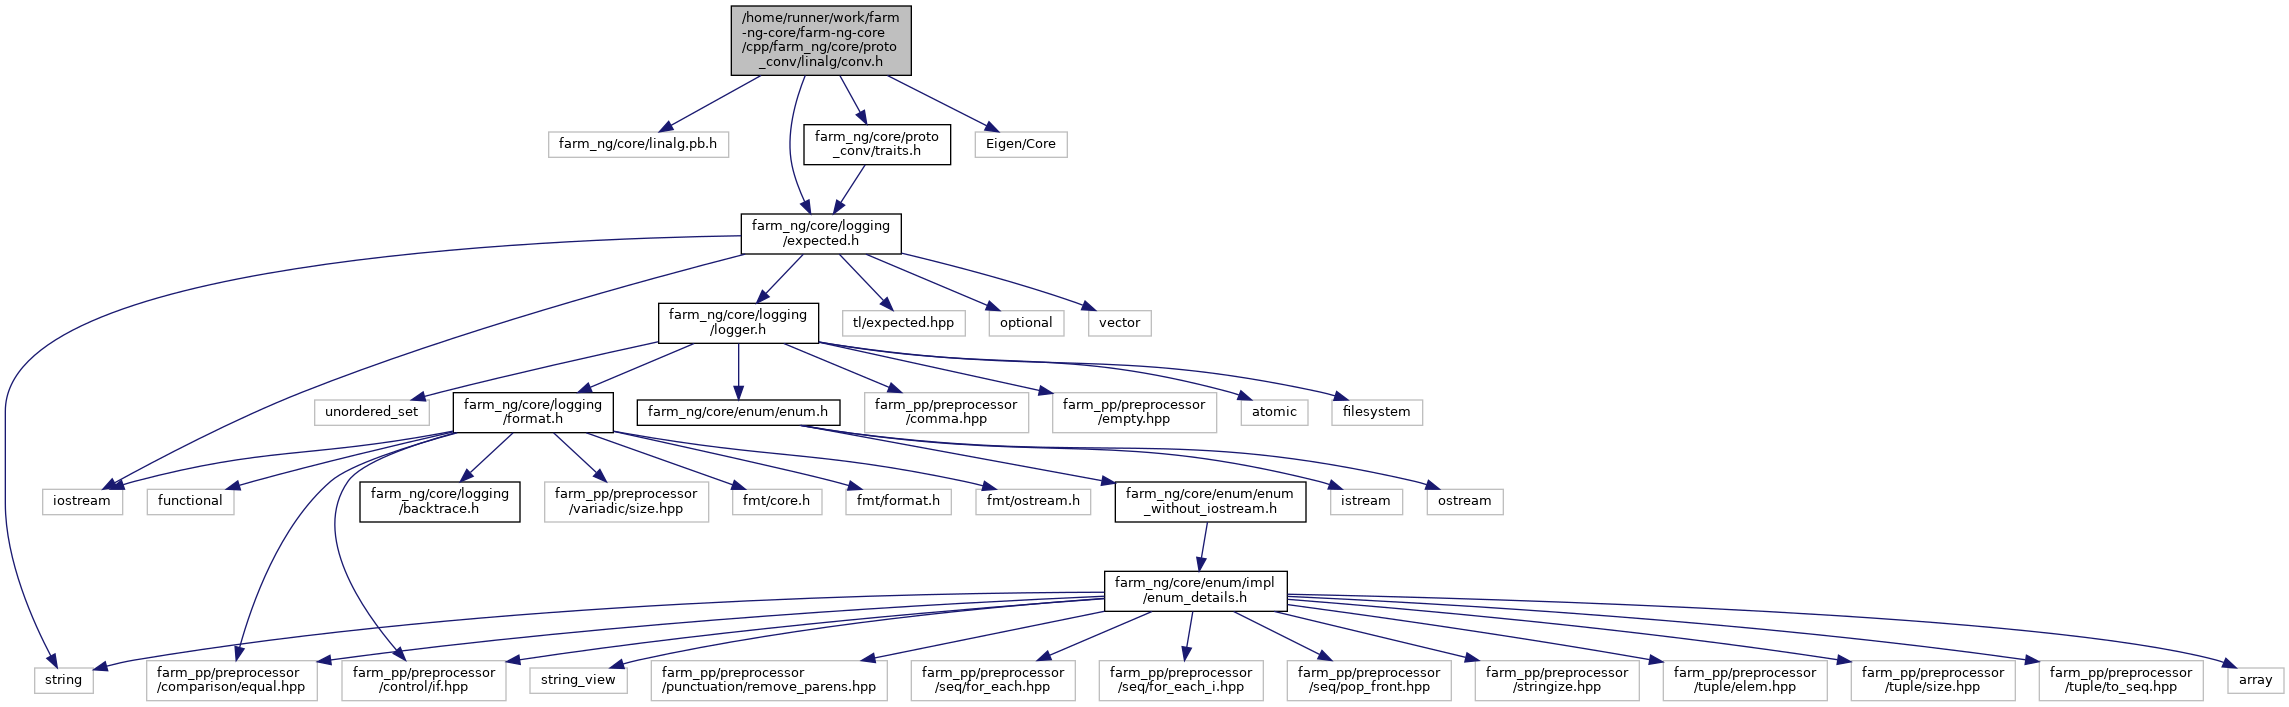 /home/runner/work/farm
-ng-core/farm-ng-core
/cpp/farm_ng/core/proto
_conv/linalg/conv.h
farm_ng/core/linalg.pb.h
farm_ng/core/proto
_conv/traits.h
Eigen/Core
farm_ng/core/logging
/expected.h
farm_ng/core/logging
/logger.h
tl/expected.hpp
optional
vector
unordered_set
farm_ng/core/logging
/format.h
farm_ng/core/enum/enum.h
farm_pp/preprocessor
/comma.hpp
farm_pp/preprocessor
/empty.hpp
atomic
filesystem
iostream
functional
farm_ng/core/logging
/backtrace.h
farm_pp/preprocessor
/variadic/size.hpp
fmt/core.h
fmt/format.h
fmt/ostream.h
farm_ng/core/enum/enum
_without_iostream.h
istream
ostream
farm_ng/core/enum/impl
/enum_details.h
string
farm_pp/preprocessor
/comparison/equal.hpp
farm_pp/preprocessor
/control/if.hpp
string_view
farm_pp/preprocessor
/punctuation/remove_parens.hpp
farm_pp/preprocessor
/seq/for_each.hpp
farm_pp/preprocessor
/seq/for_each_i.hpp
farm_pp/preprocessor
/seq/pop_front.hpp
farm_pp/preprocessor
/stringize.hpp
farm_pp/preprocessor
/tuple/elem.hpp
farm_pp/preprocessor
/tuple/size.hpp
farm_pp/preprocessor
/tuple/to_seq.hpp
array